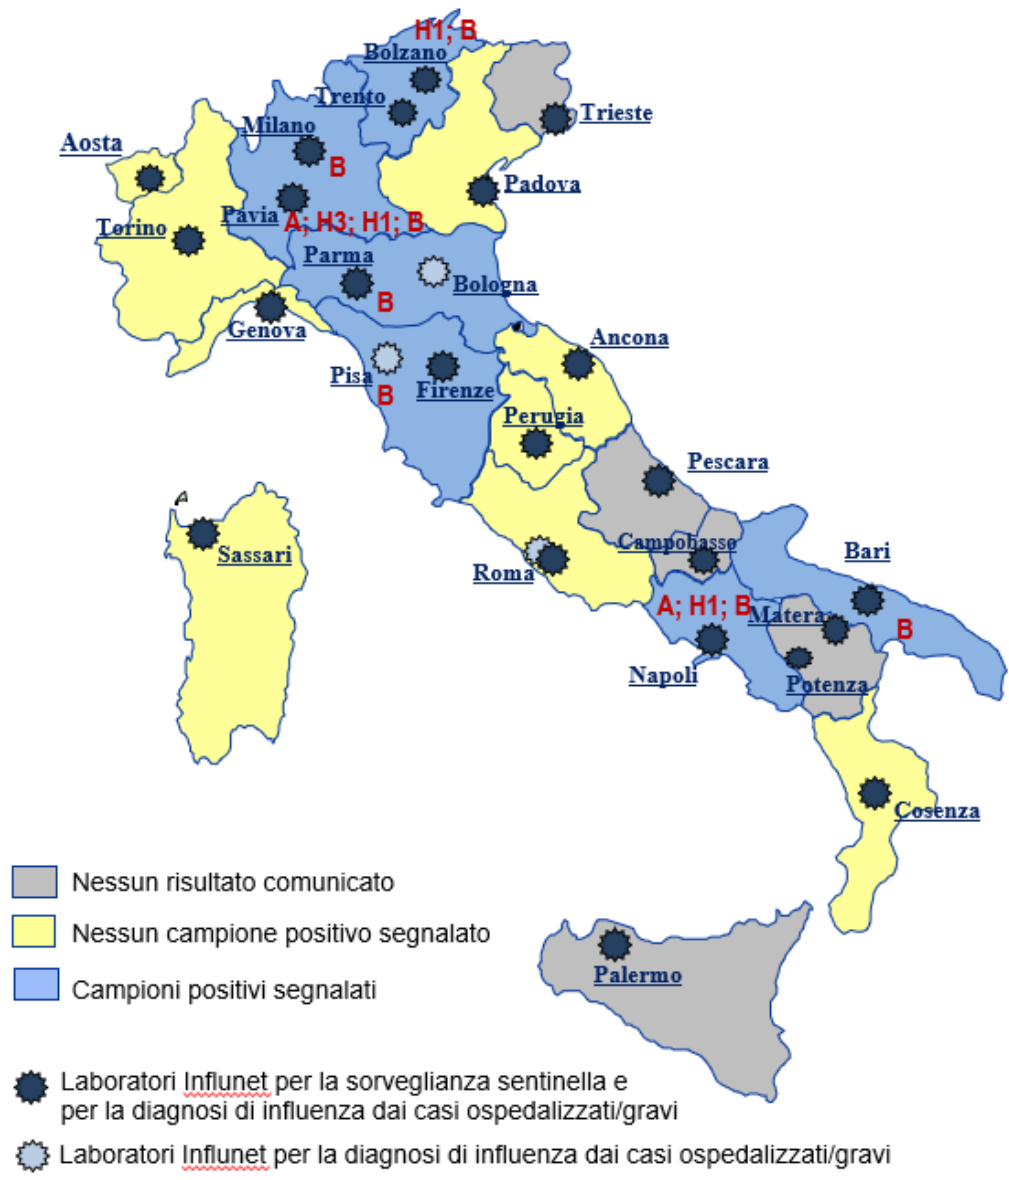 H1; B
Bolzano
Trento
Trieste
Milano
Aosta
B
Padova
Pavia
A; H3; H1; B
Torino
Parma
Bologna
B
Genova
Ancona
Pisa
Firenze
B
Perugia
Pescara
Sassari
Campobasso
Bari
Roma
A; H1; B
Matera
B
Napoli
Potenza
Cosenza
Nessun risultato comunicato
Nessun campione positivo segnalato
Campioni positivi segnalati
Palermo
Laboratori Influnet per la sorveglianza sentinella e
per la diagnosi di influenza dai casi ospedalizzati/gravi
Laboratori Influnet per la diagnosi di influenza dai casi ospedalizzati/gravi